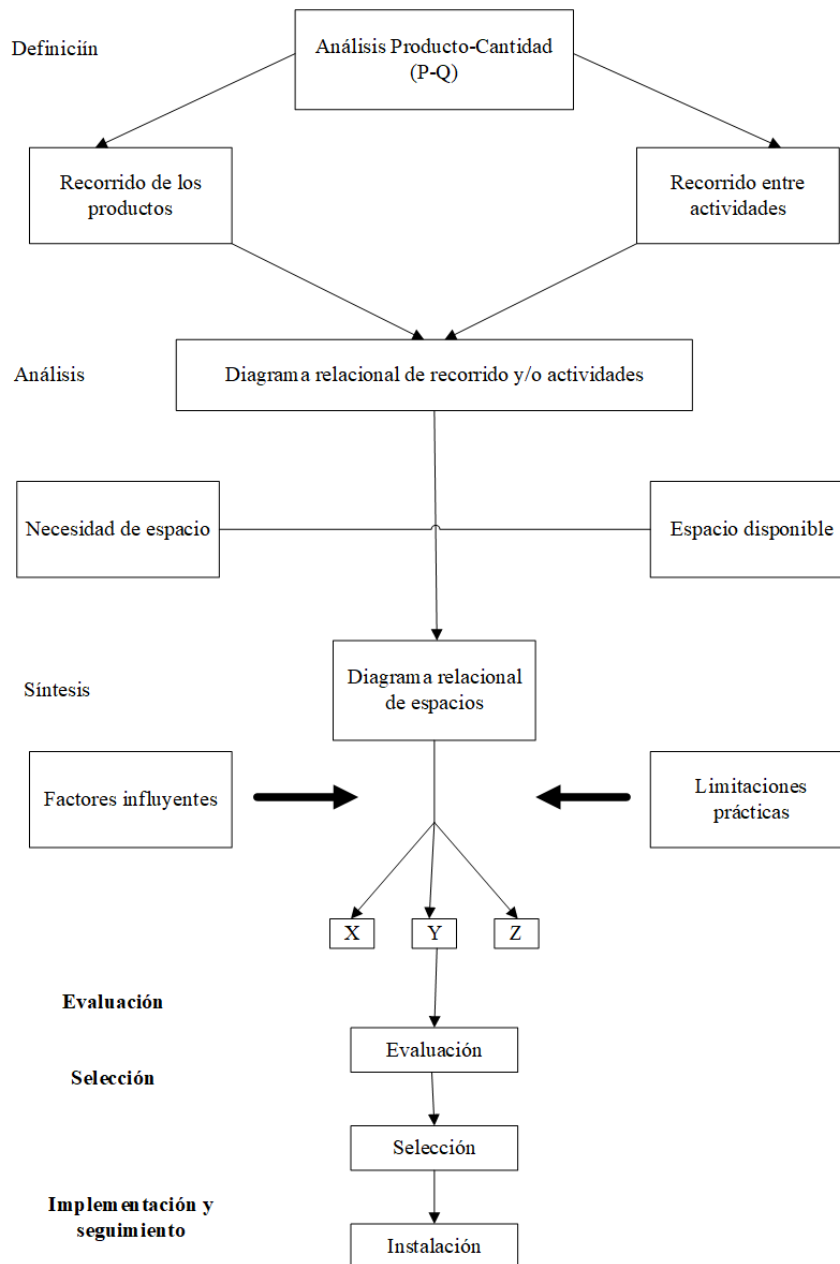 Definiciín
Análisis Producto-Cantidad
(P-Q)
Recorrido de los
productos
Recorrido entre
actividades
Análisis
Diagrama relacional de recorrido y/o actividades
Necesidad de espacio
Espacio disponible
Diagrama relacional
de espacios
Síntesis
Factores influyentes
Limitaciones
prácticas
X
Y
Z
Evaluación
Evaluación
Selección
Selección
Implementación y
seguimiento
Instalación